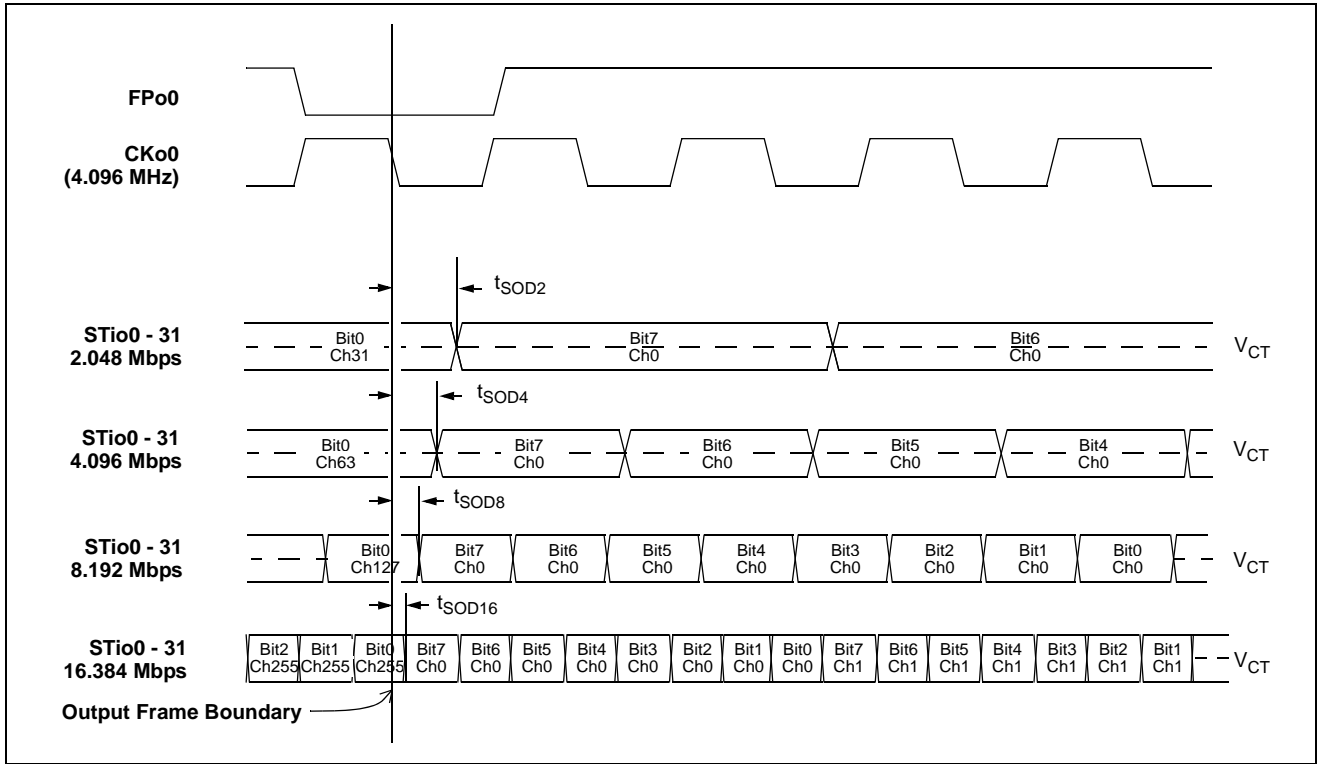 FPo0
CKo0
(4.096 MHz)
tSOD2
STio0 - 31
2.048 Mbps
Bit0
Ch31
Bit7
Ch0
Bit6
Ch0
VCT
tSOD4
STio0 - 31
4.096 Mbps
Bit0
Ch63
Bit7
Ch0
Bit6
Ch0
Bit5
Ch0
Bit4
Ch0
VCT
tSOD8
STio0 - 31
8.192 Mbps
Bit0
Ch127
Bit7
Ch0
Bit6
Ch0
Bit5
Ch0
Bit4
Ch0
Bit3
Ch0
Bit2
Ch0
Bit1
Ch0
Bit0
Ch0
VCT
tSOD16
STio0 - 31
16.384 Mbps
Bit2
Ch255
Bit1
Ch255
Bit0
Ch255
Bit7
Ch0
Bit6
Ch0
Bit5
Ch0
Bit4
Ch0
Bit3
Ch0
Bit2
Ch0
Bit1
Ch0
Bit0
Ch0
Bit7
Ch1
Bit6
Ch1
Bit5
Ch1
Bit4
Ch1
Bit3
Ch1
Bit2
Ch1
Bit1
Ch1
VCT
Output Frame Boundary